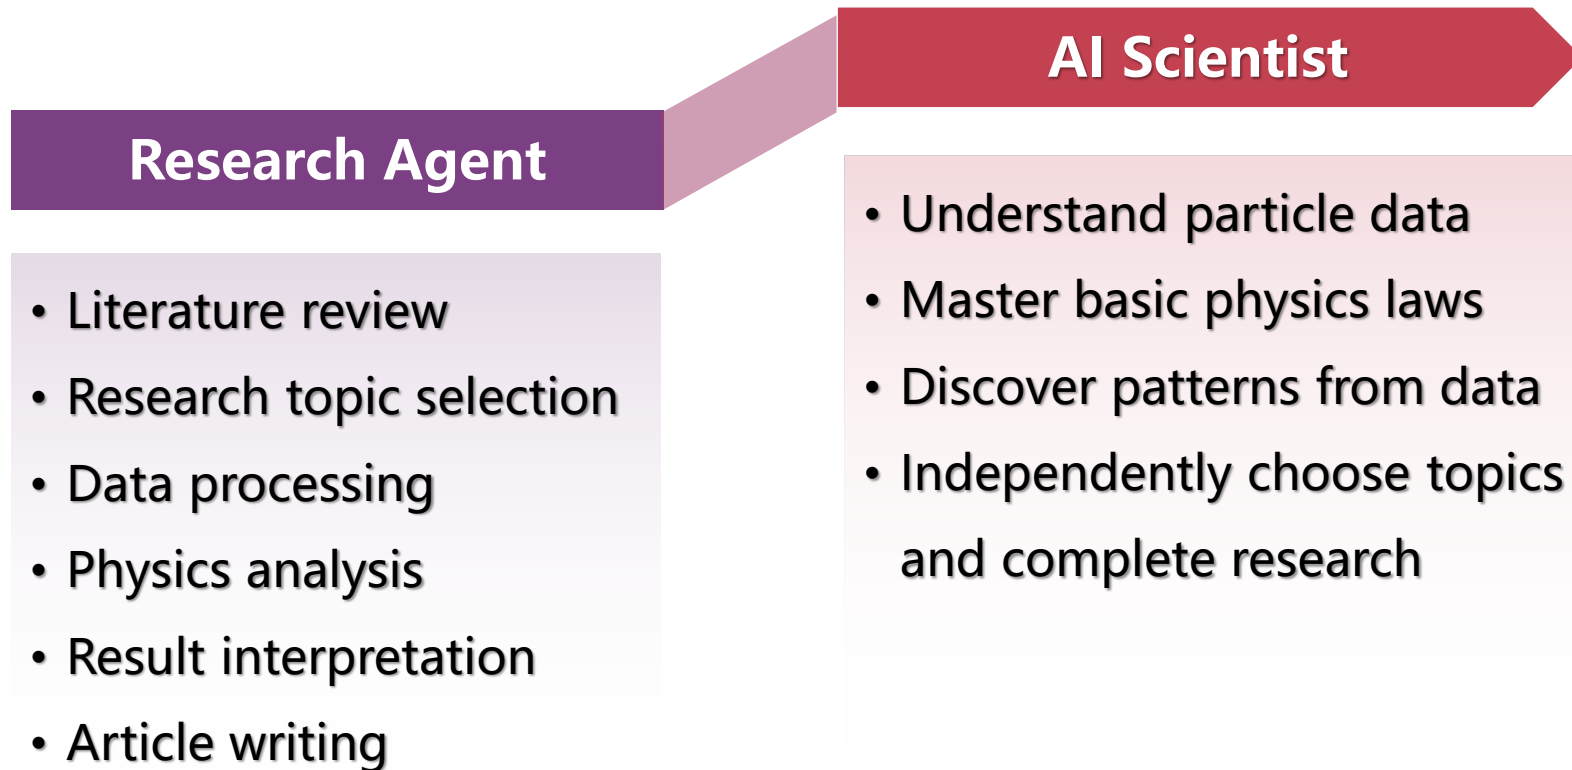 Research Agent
• Literature review
• Research topic selection
• Data processing
• Physics analysis
• Result interpretation
• Article writing
AI Scientist
• Understand particle data
• Master basic physics laws
• Discover patterns from data
• Independently choose topics
and complete research